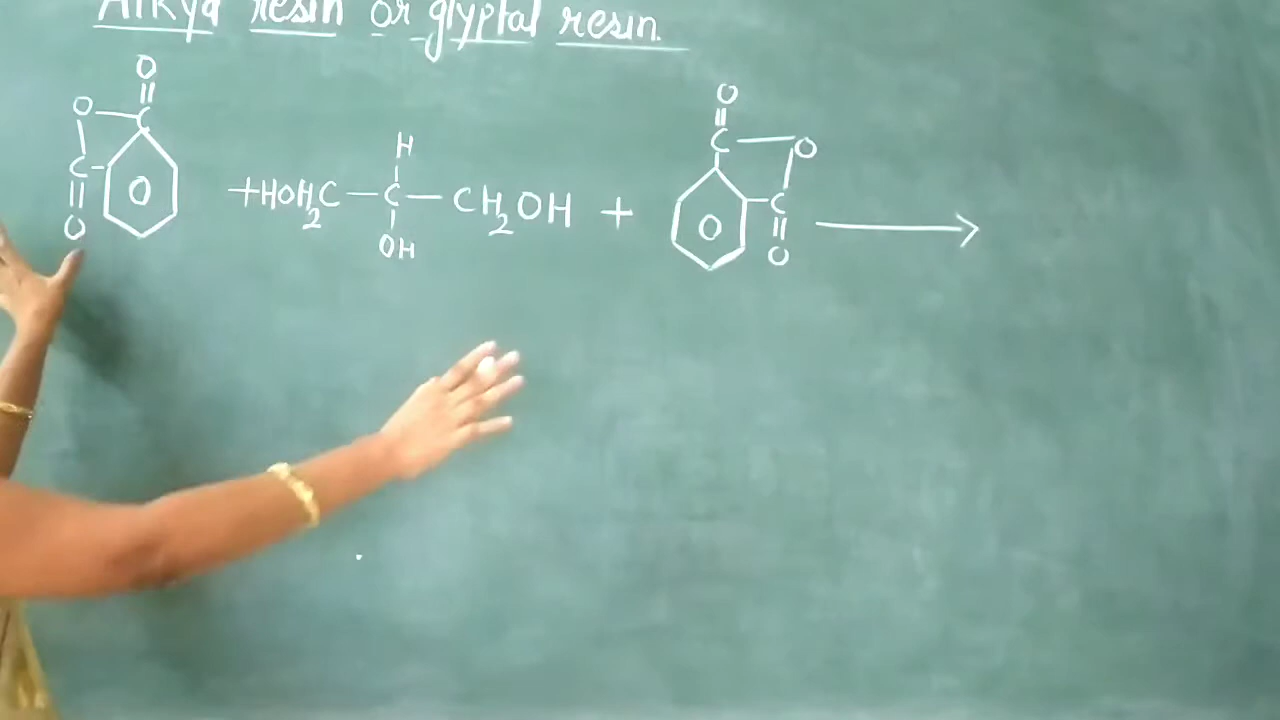 Alkyd resin or glyptal resin.
O O
O C H C O
C O + HOH₂C — C — CH₂OH + O C →
O OH O